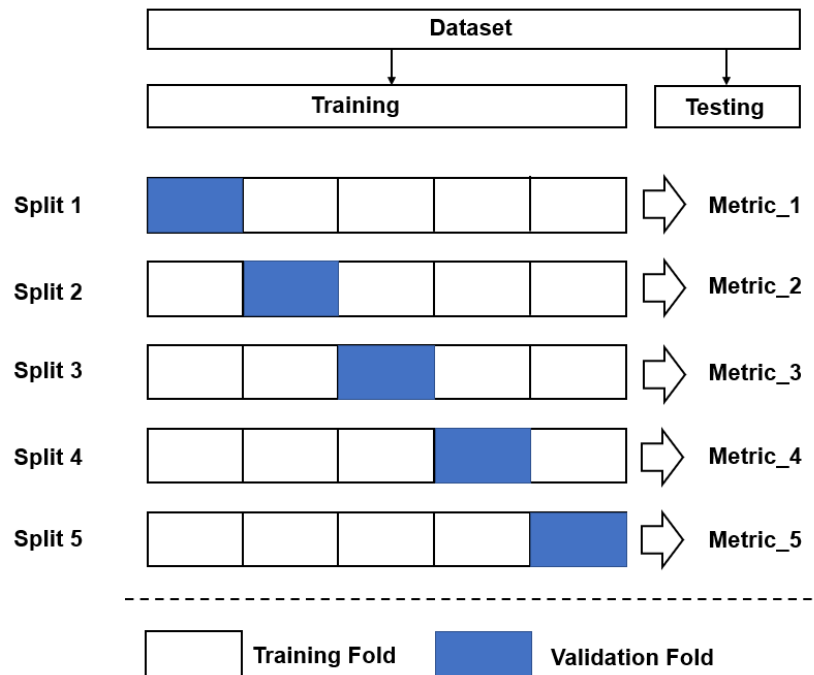 Dataset
Training
Testing
Split 1
Metric_1
Split 2
Metric_2
Split 3
Metric_3
Split 4
Metric_4
Split 5
Metric_5
Training Fold
Validation Fold